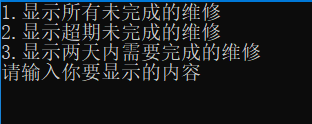 1.显示所有未完成的维修
2.显示超期未完成的维修
3.显示两天内需要完成的维修
请输入你要显示的内容